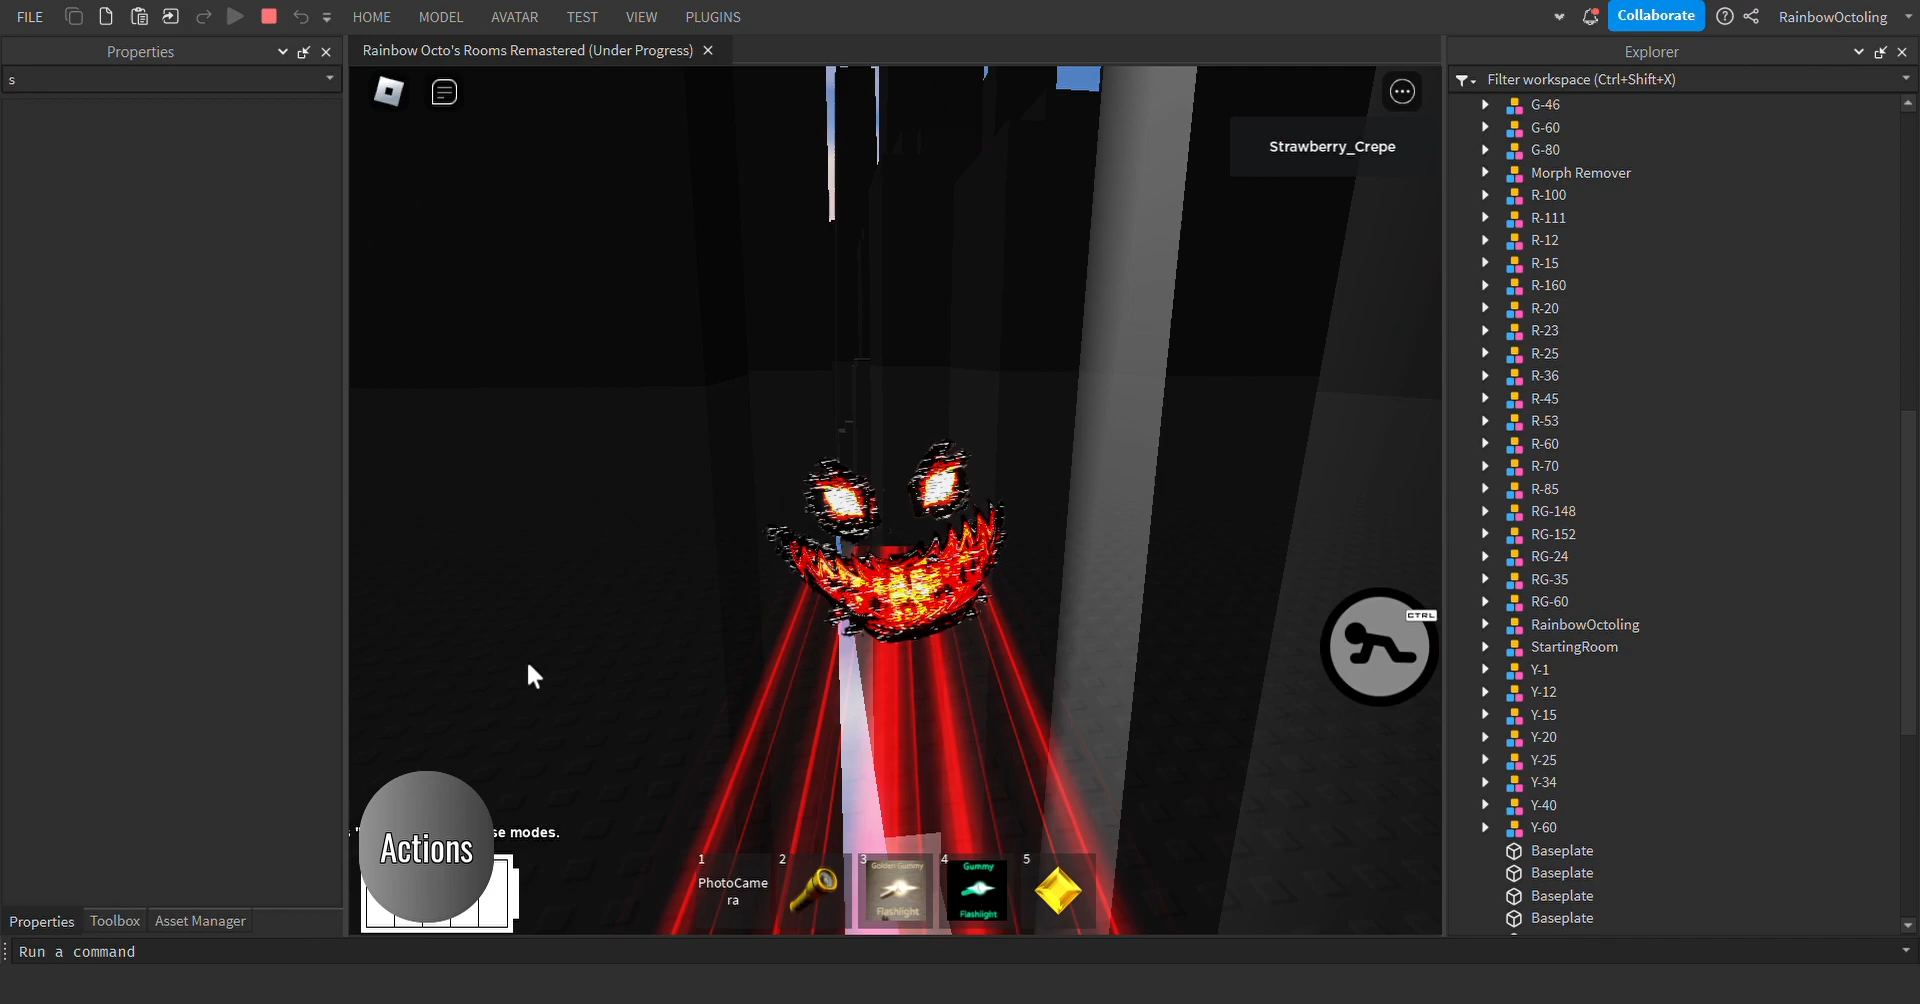 FILE
HOME
MODEL
AVATAR
TEST
VIEW
PLUGINS
Collaborate
RainbowOctoling
Properties
s
Rainbow Octo's Rooms Remastered (Under Progress)
Strawberry_Crepe
CTRL
se modes.
Actions
1
PhotoCame
ra
2
3
Golden Gummy
Flashlight
4
Gummy
Flashlight
5
Explorer
Filter workspace (Ctrl+Shift+X)
G-46
G-60
G-80
Morph Remover
R-100
R-111
R-12
R-15
R-160
R-20
R-23
R-25
R-36
R-45
R-53
R-60
R-70
R-85
RG-148
RG-152
RG-24
RG-35
RG-60
RainbowOctoling
StartingRoom
Y-1
Y-12
Y-15
Y-20
Y-25
Y-34
Y-40
Y-60
Baseplate
Baseplate
Baseplate
Baseplate
Properties
Toolbox
Asset Manager
Run a command